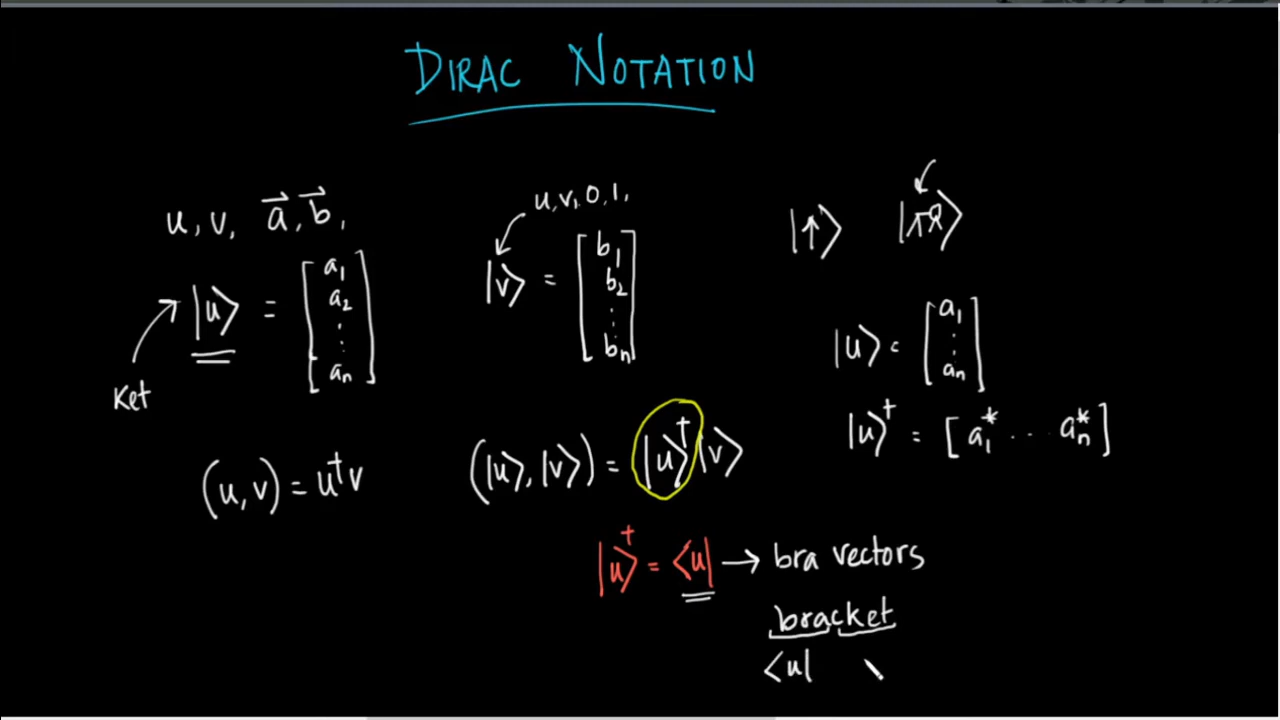 DIRAC NOTATION
u, v, a⃗, b⃗,
u, v, 0, 1,
|↑⟩
|u⟩ = [a₁ a₂ ⋮ aₙ]
|v⟩ = [b₁ b₂ ⋮ bₙ]
|u⟩ = [a₁ ⋮ aₙ]
Ket
|u⟩† = [a₁* ... aₙ*]
(u, v) = u†v
(|u⟩, |v⟩) = |u⟩†|v⟩
|u⟩† = ⟨u| → bra vectors
bracket
⟨u|